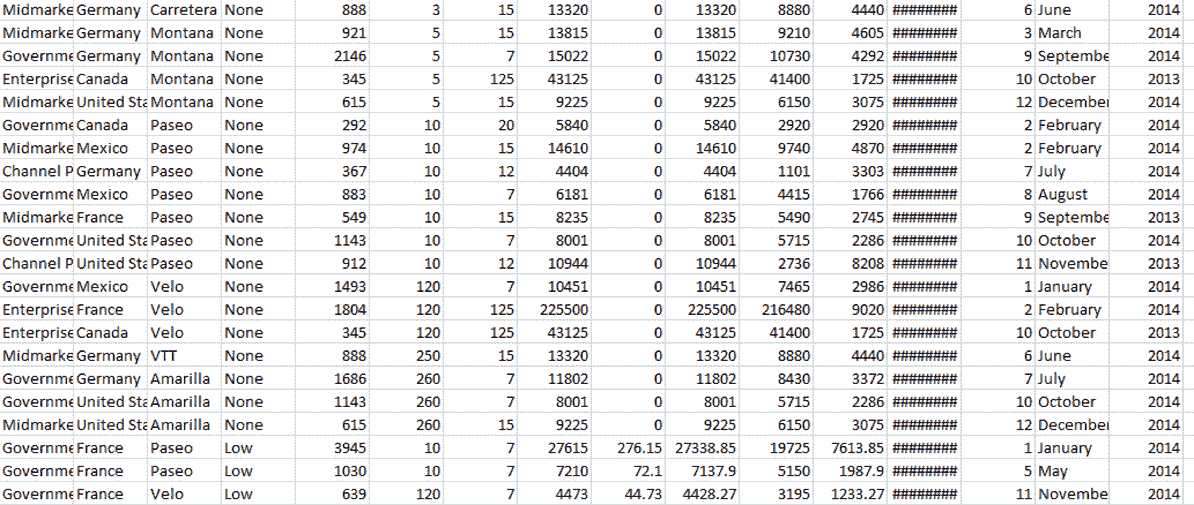 Midmarke Germany Carretera None 888 3 15 13320 0 13320 8880 4440 ######## 6 June 2014
Midmarke Germany Montana None 921 5 15 13815 0 13815 9210 4605 ######## 3 March 2014
Governme Germany Montana None 2146 5 7 15022 0 15022 10730 4292 ######## 9 Septembe 2014
Enterprise Canada Montana None 345 5 125 43125 0 43125 41400 1725 ######## 10 October 2013
Midmarke United Sta Montana None 615 5 15 9225 0 9225 6150 3075 ######## 12 December 2014
Governme Canada Paseo None 292 10 20 5840 0 5840 2920 2920 ######## 2 February 2014
Midmarke Mexico Paseo None 974 10 15 14610 0 14610 9740 4870 ######## 2 February 2014
Channel P Germany Paseo None 367 10 12 4404 0 4404 1101 3303 ######## 7 July 2014
Governme Mexico Paseo None 883 10 7 6181 0 6181 4415 1766 ######## 8 August 2014
Midmarke France Paseo None 549 10 15 8235 0 8235 5490 2745 ######## 9 Septembe 2013
Governme United Sta Paseo None 1143 10 7 8001 0 8001 5715 2286 ######## 10 October 2014
Channel P United Sta Paseo None 912 10 12 10944 0 10944 2736 8208 ######## 11 Novembe 2013
Governme Mexico Velo None 1493 120 7 10451 0 10451 7465 2986 ######## 1 January 2014
Enterprise France Velo None 1804 120 125 225500 0 225500 216480 9020 ######## 2 February 2014
Enterprise Canada Velo None 345 120 125 43125 0 43125 41400 1725 ######## 10 October 2013
Midmarke Germany VTT None 888 250 15 13320 0 13320 8880 4440 ######## 6 June 2014
Governme Germany Amarilla None 1686 260 7 11802 0 11802 8430 3372 ######## 7 July 2014
Governme United Sta Amarilla None 1143 260 7 8001 0 8001 5715 2286 ######## 10 October 2014
Midmarke United Sta Amarilla None 615 260 15 9225 0 9225 6150 3075 ######## 12 December 2014
Governme France Paseo Low 3945 10 7 27615 276.15 27338.85 19725 7613.85 ######## 1 January 2014
Governme France Paseo Low 1030 10 7 7210 72.1 7137.9 5150 1987.9 ######## 5 May 2014
Governme France Velo Low 639 120 7 4473 44.73 4428.27 3195 1233.27 ######## 11 Novembe 2014